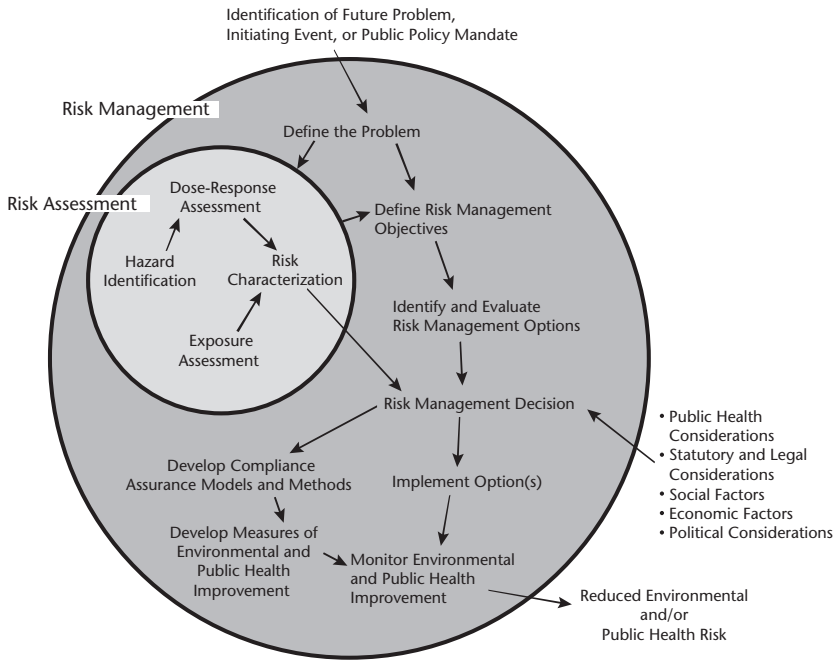 Identification of Future Problem,
Initiating Event, or Public Policy Mandate
Risk Management
Define the Problem
Risk Assessment
Dose-Response
Assessment
Hazard
Identification
Risk
Characterization
Exposure
Assessment
Define Risk Management
Objectives
Identify and Evaluate
Risk Management Options
Risk Management Decision
• Public Health
Considerations
• Statutory and Legal
Considerations
• Social Factors
• Economic Factors
• Political Considerations
Develop Compliance
Assurance Models and Methods
Implement Option(s)
Develop Measures of
Environmental and
Public Health
Improvement
Monitor Environmental
and Public Health
Improvement
Reduced Environmental
and/or
Public Health Risk